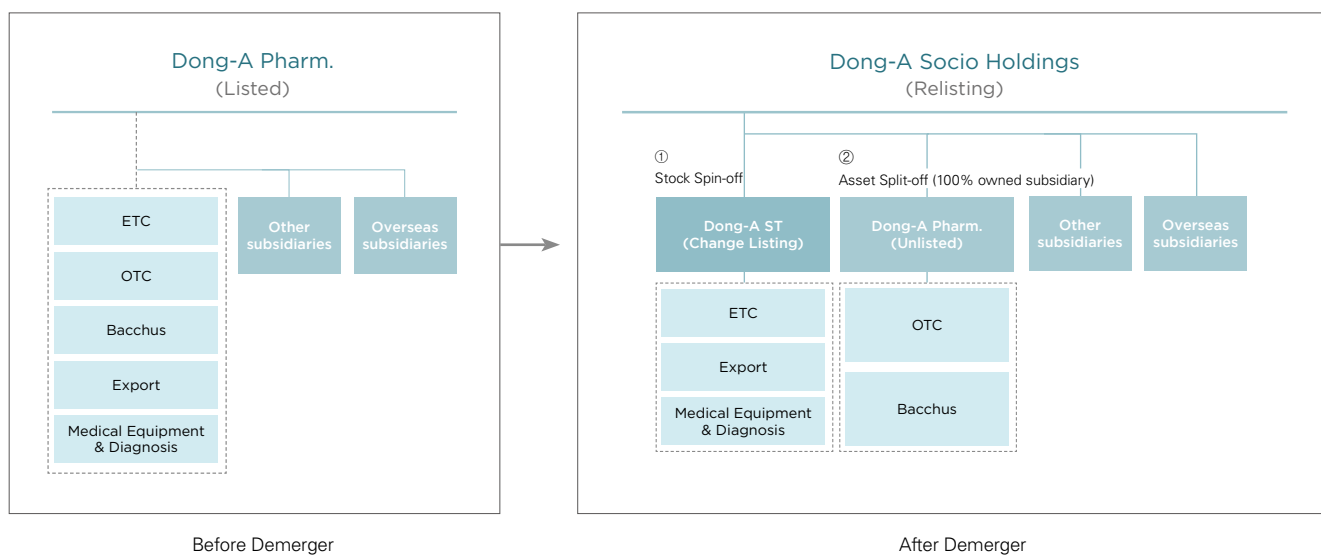 Dong-A Pharm.
(Listed)
ETC
OTC
Bacchus
Export
Medical Equipment
& Diagnosis
Other
subsidiaries
Overseas
subsidiaries
Before Demerger
Dong-A Socio Holdings
(Relisting)
①
Stock Spin-off
②
Asset Split-off (100% owned subsidiary)
Dong-A ST
(Change Listing)
Dong-A Pharm.
(Unlisted)
Other
subsidiaries
Overseas
subsidiaries
ETC
Export
Medical Equipment
& Diagnosis
OTC
Bacchus
After Demerger